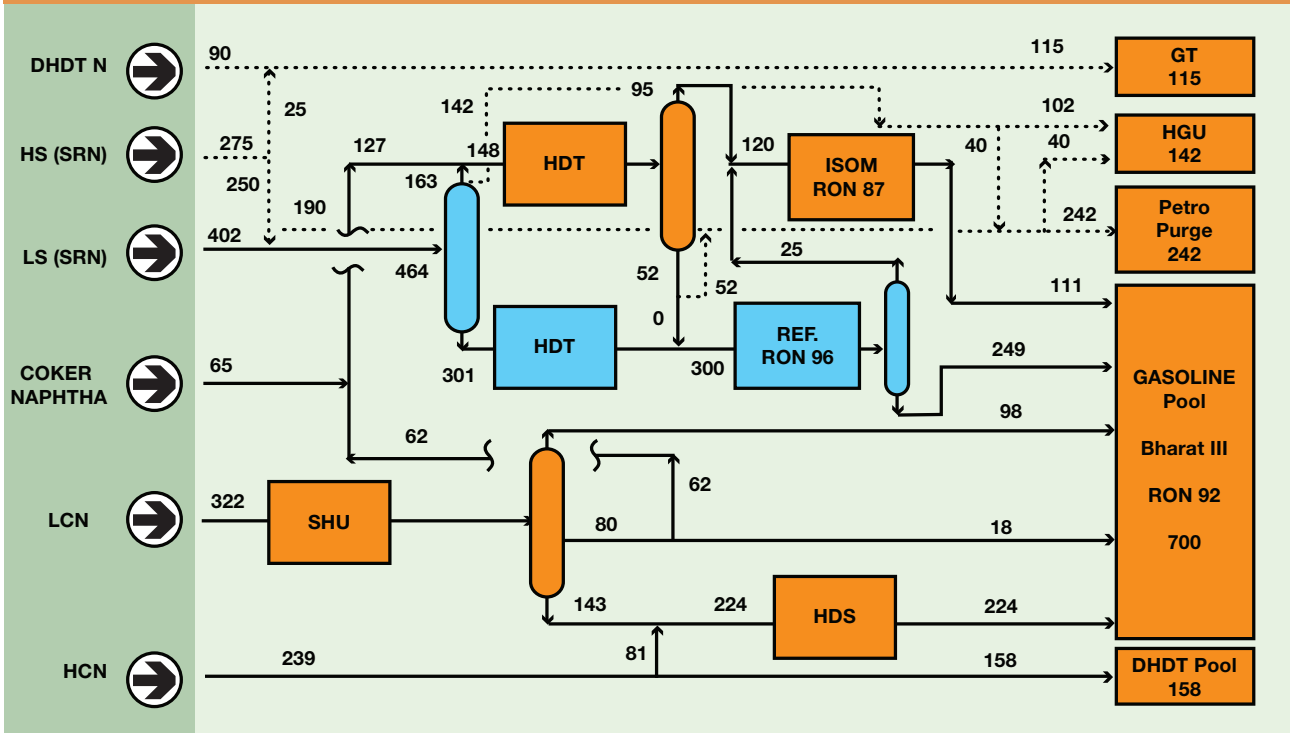 DHDT N
90
115
GT
115
25
142
95
102
HS (SRN)
275
127
148
HDT
120
ISOM
RON 87
40
40
HGU
142
250
163
190
242
Petro
Purge
242
LS (SRN)
402
464
52
52
25
0
111
HDT
REF.
RON 96
301
300
249
COKER
NAPHTHA
65
98
GASOLINE
Pool
Bharat III
RON 92
700
62
62
LCN
322
SHU
80
18
143
224
HDS
224
HCN
239
81
158
DHDT Pool
158